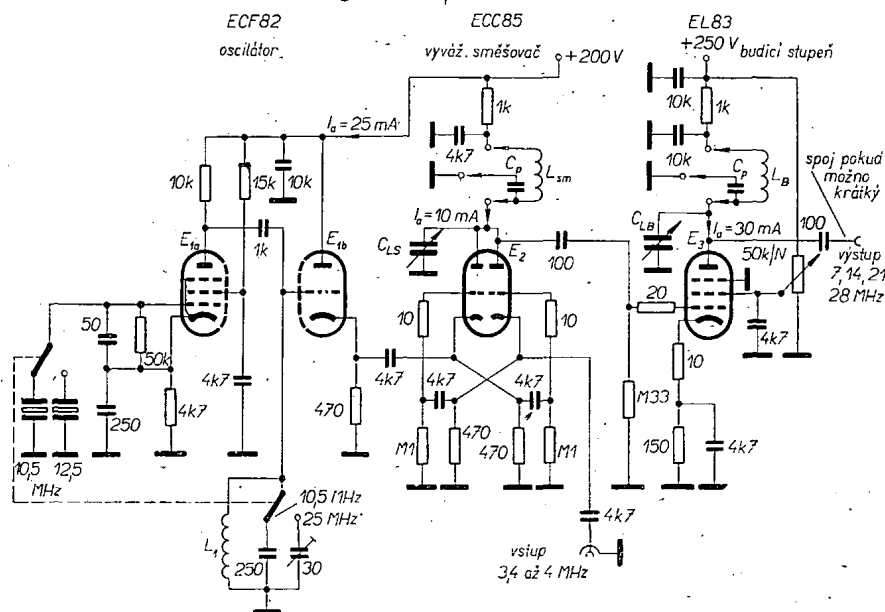 ECF82
oscilátor
ECC85
vyváž. směšovač
EL83
+250 V
budicí stupeň
+200 V
1k
10k
1k
Ia = 25 mA
4k7
10k
Cp
Lsm
Cp
LB
10k
15k
10k
spoj pokud
možno
krátký
Ia = 10 mA
CLB
Ia = 30 mA
100
E1a
1k
E1b
CLS
E2
E3
50k/N
výstup
7, 14, 21
28 MHz
100
20
50
50k
10
10
4k7
10
250
4k7
4k7
4k7
4k7
4k7
470
M33
M1
470
470
M1
150
4k7
10,5
12,5
MHz
10,5 MHz
25 MHz
4k7
L1
250
30
vstup
3,4 až 4 MHz